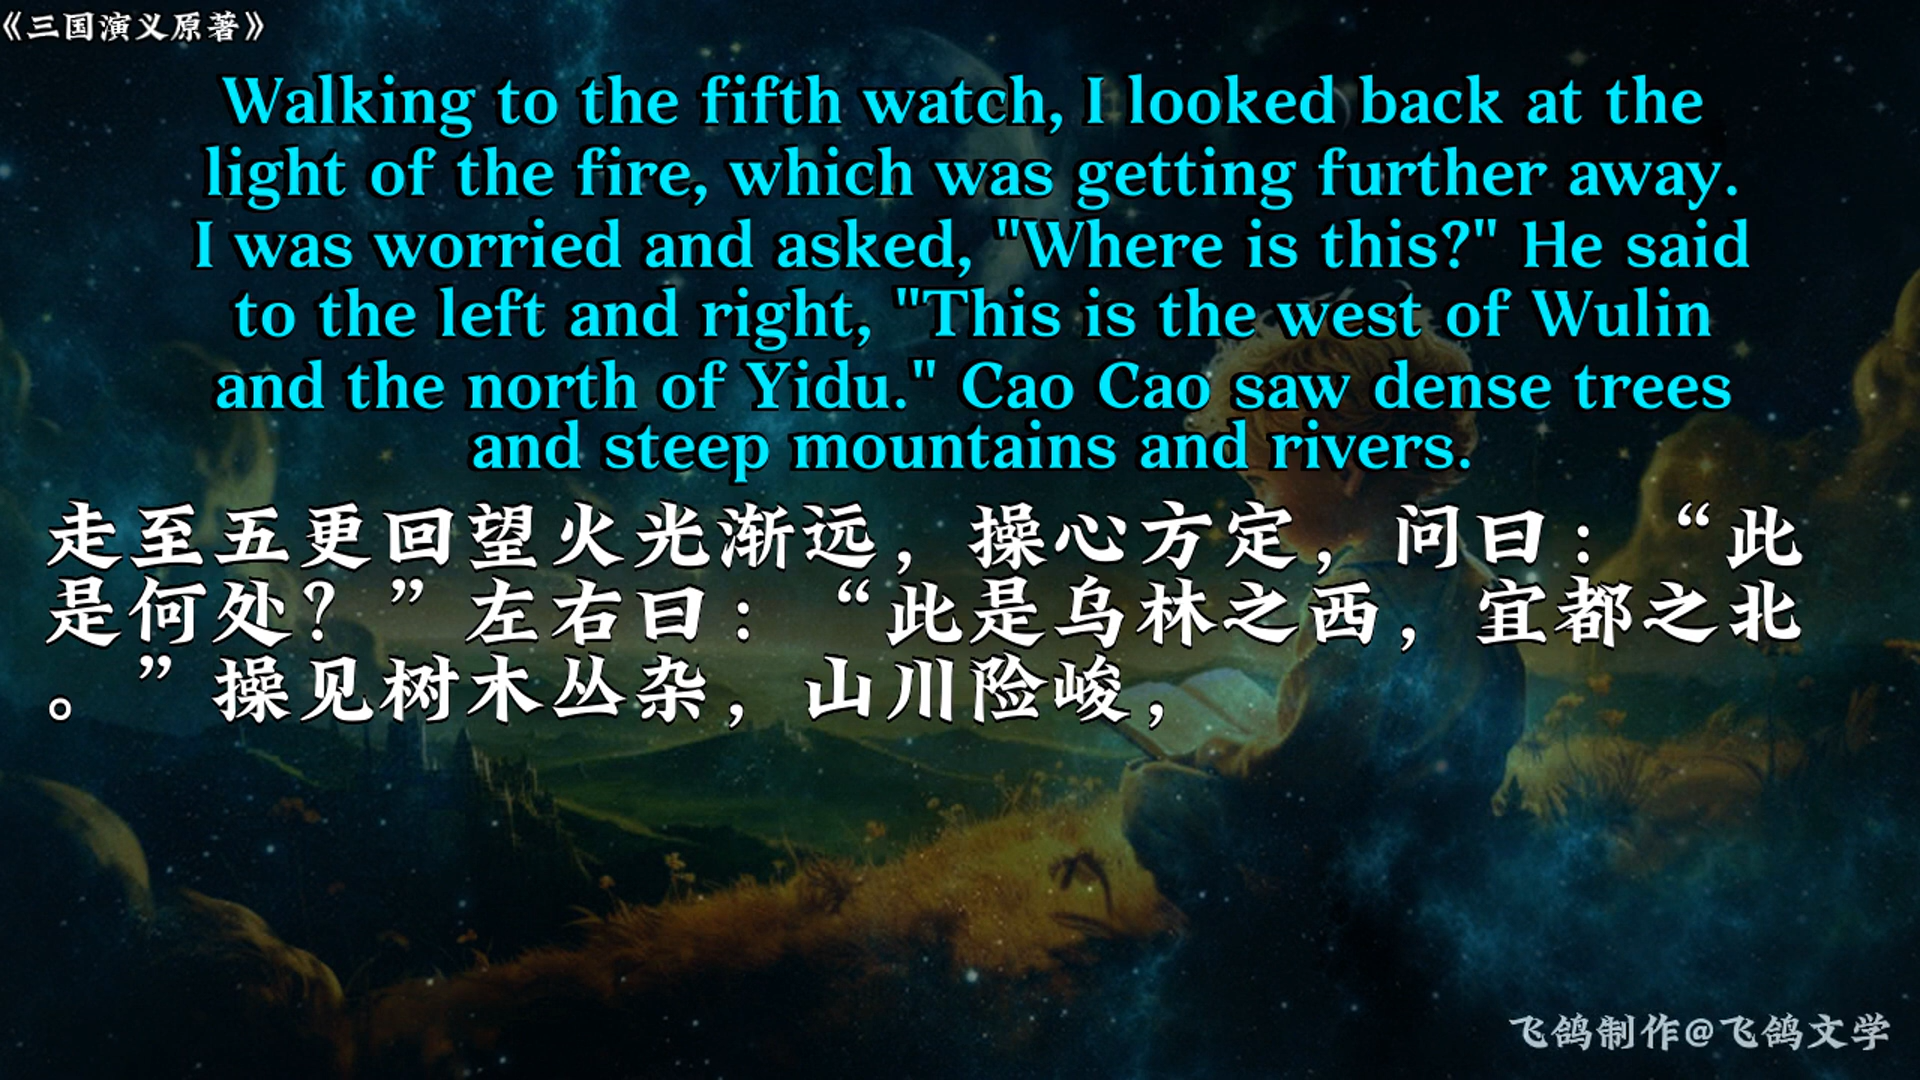 《三国演义原著》
Walking to the fifth watch, I looked back at the
light of the fire, which was getting further away.
I was worried and asked, "Where is this?" He said
to the left and right, "This is the west of Wulin
and the north of Yidu." Cao Cao saw dense trees
and steep mountains and rivers.
走至五更回望火光渐远，操心方定，问曰：“此
是何处？”左右曰：“此是乌林之西，宜都之北
。”操见树木丛杂，山川险峻，
飞鸽制作@飞鸽文学